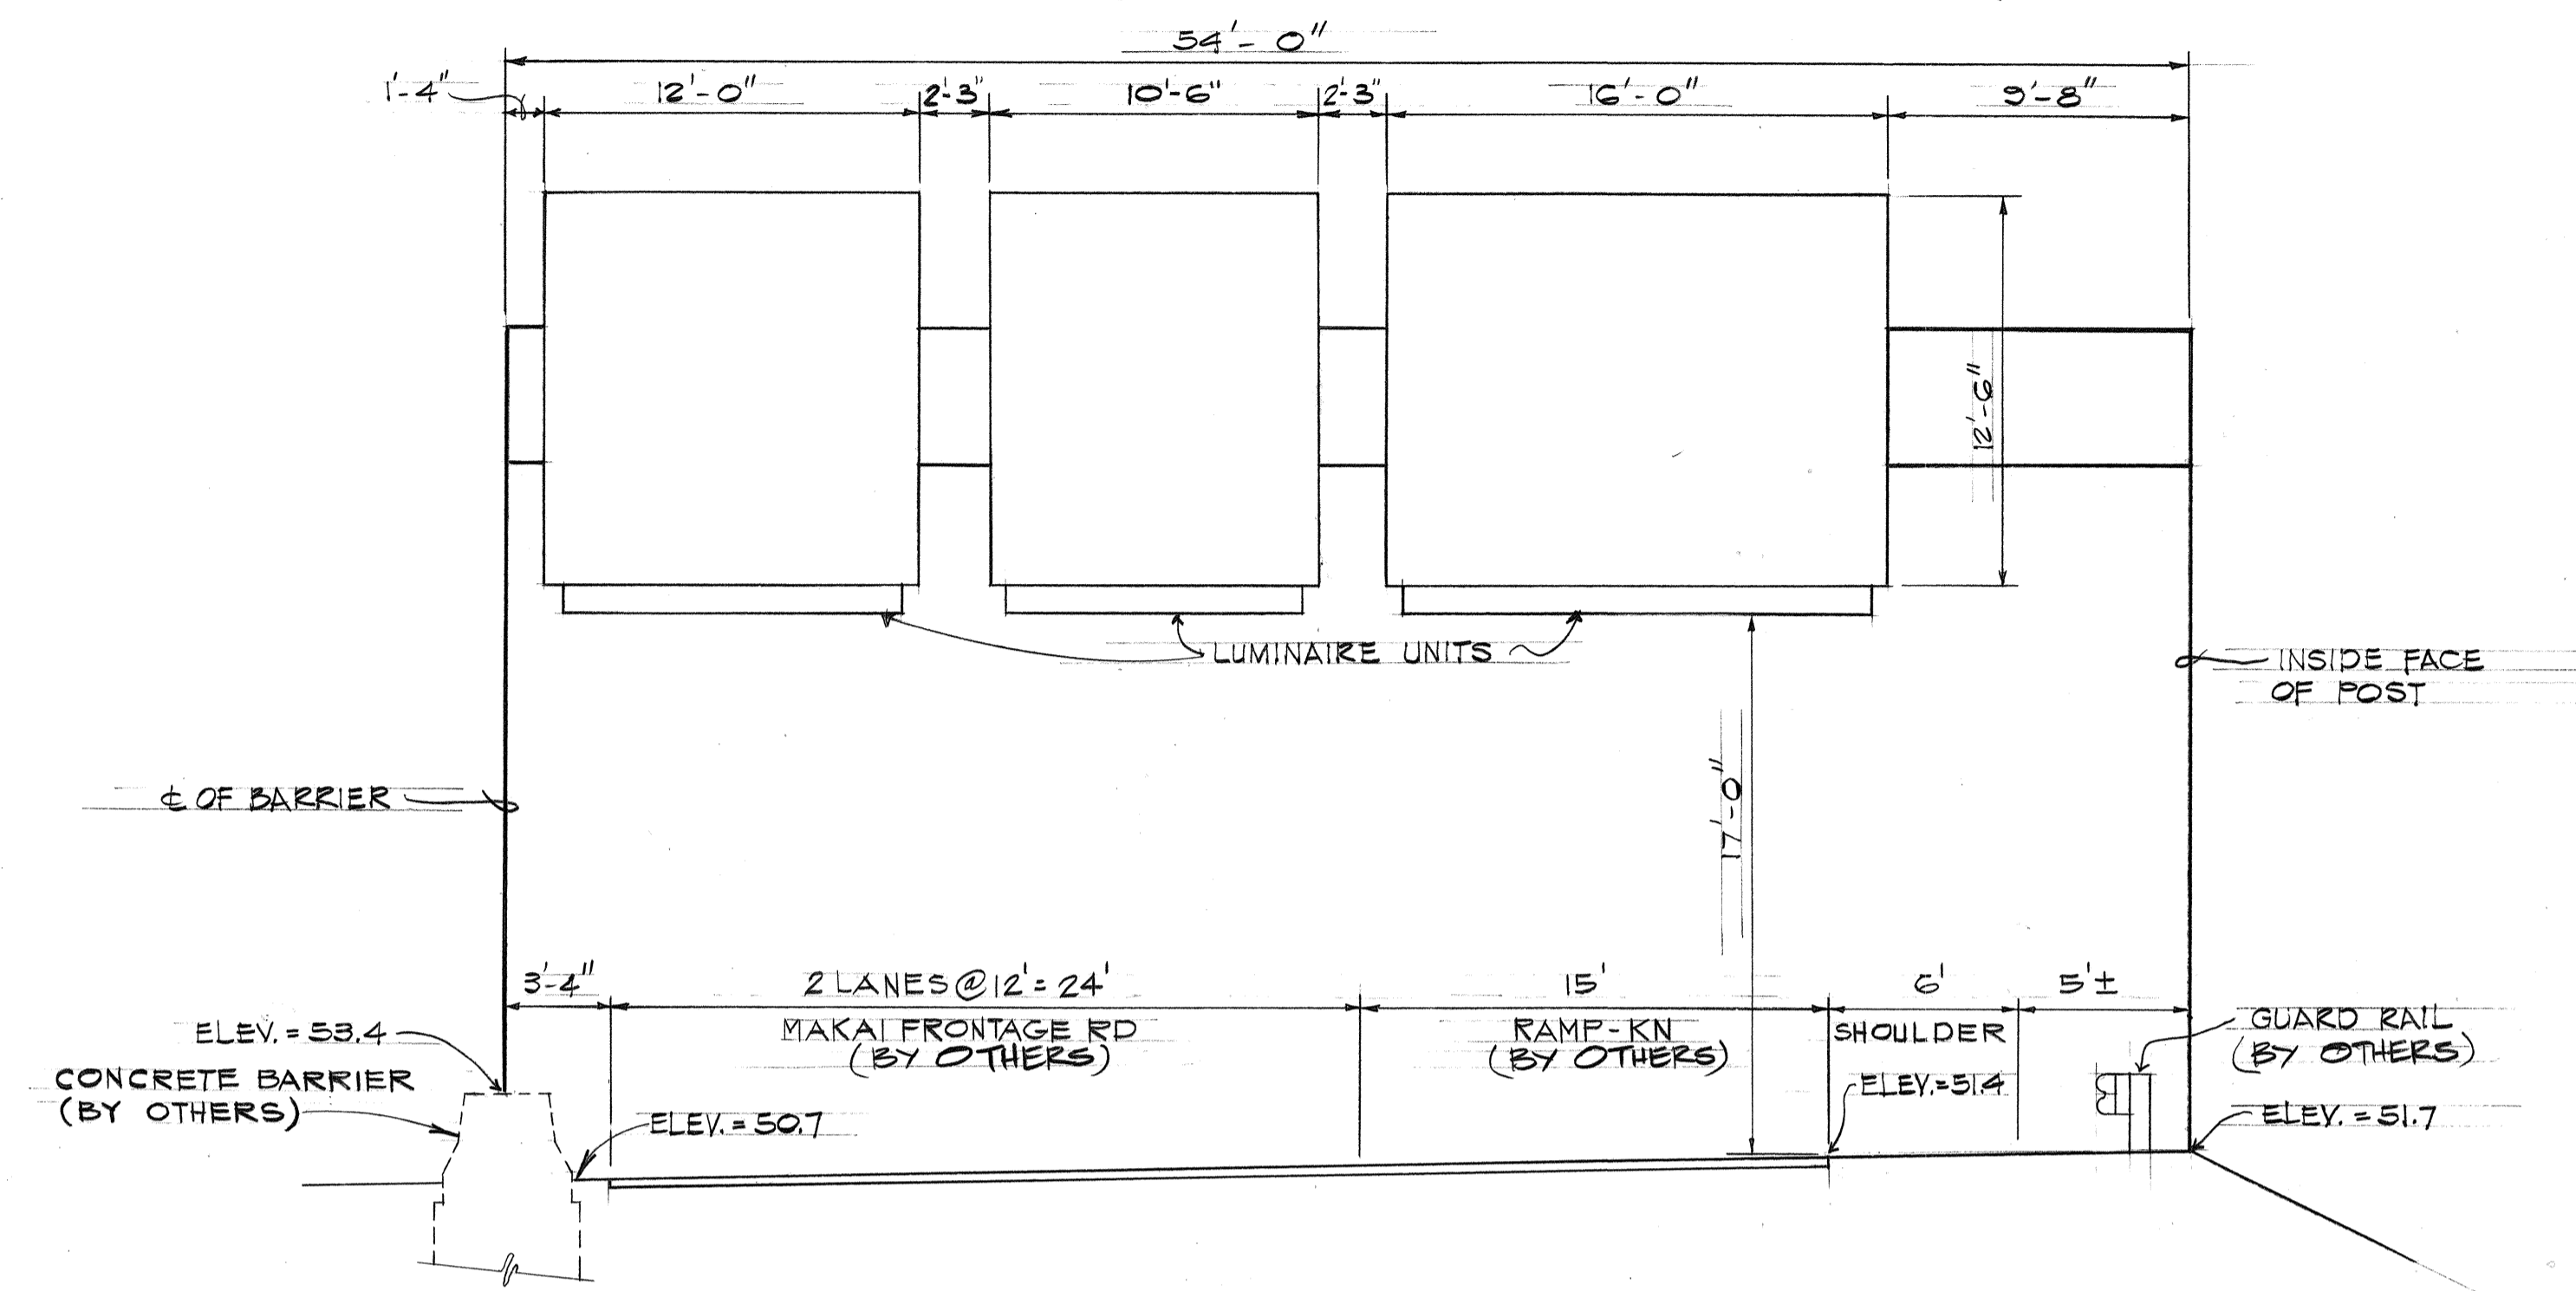 54'-0"
1'-4" 12'-0" 2'-3" 10'-6" 2'-3" 16'-0" 9'-8"
12'-6"
LUMINAIRE UNITS
INSIDE FACE
OF POST
℄ OF BARRIER
17'-0"
3'-4" 2 LANES @ 12' = 24' 15' 6' 5'±
MAKAI FRONTAGE RD
(BY OTHERS)
RAMP-KN
(BY OTHERS)
SHOULDER
GUARD RAIL
(BY OTHERS)
ELEV. = 53.4
CONCRETE BARRIER
(BY OTHERS)
ELEV. = 50.7
ELEV. = 51.4
ELEV. = 51.7